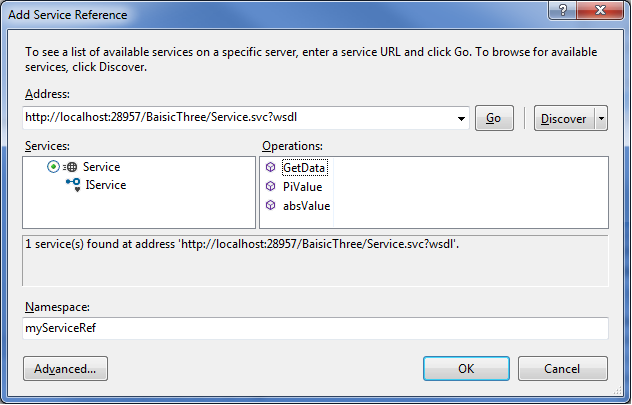 Add Service Reference
To see a list of available services on a specific server, enter a service URL and click Go. To browse for available
services, click Discover.
Address:
http://localhost:28957/BaisicThree/Service.svc?wsdl
Go
Discover
Services:
Operations:
Service
IService
GetData
PiValue
absValue
1 service(s) found at address 'http://localhost:28957/BaisicThree/Service.svc?wsdl'.
Namespace:
myServiceRef
Advanced...
OK
Cancel